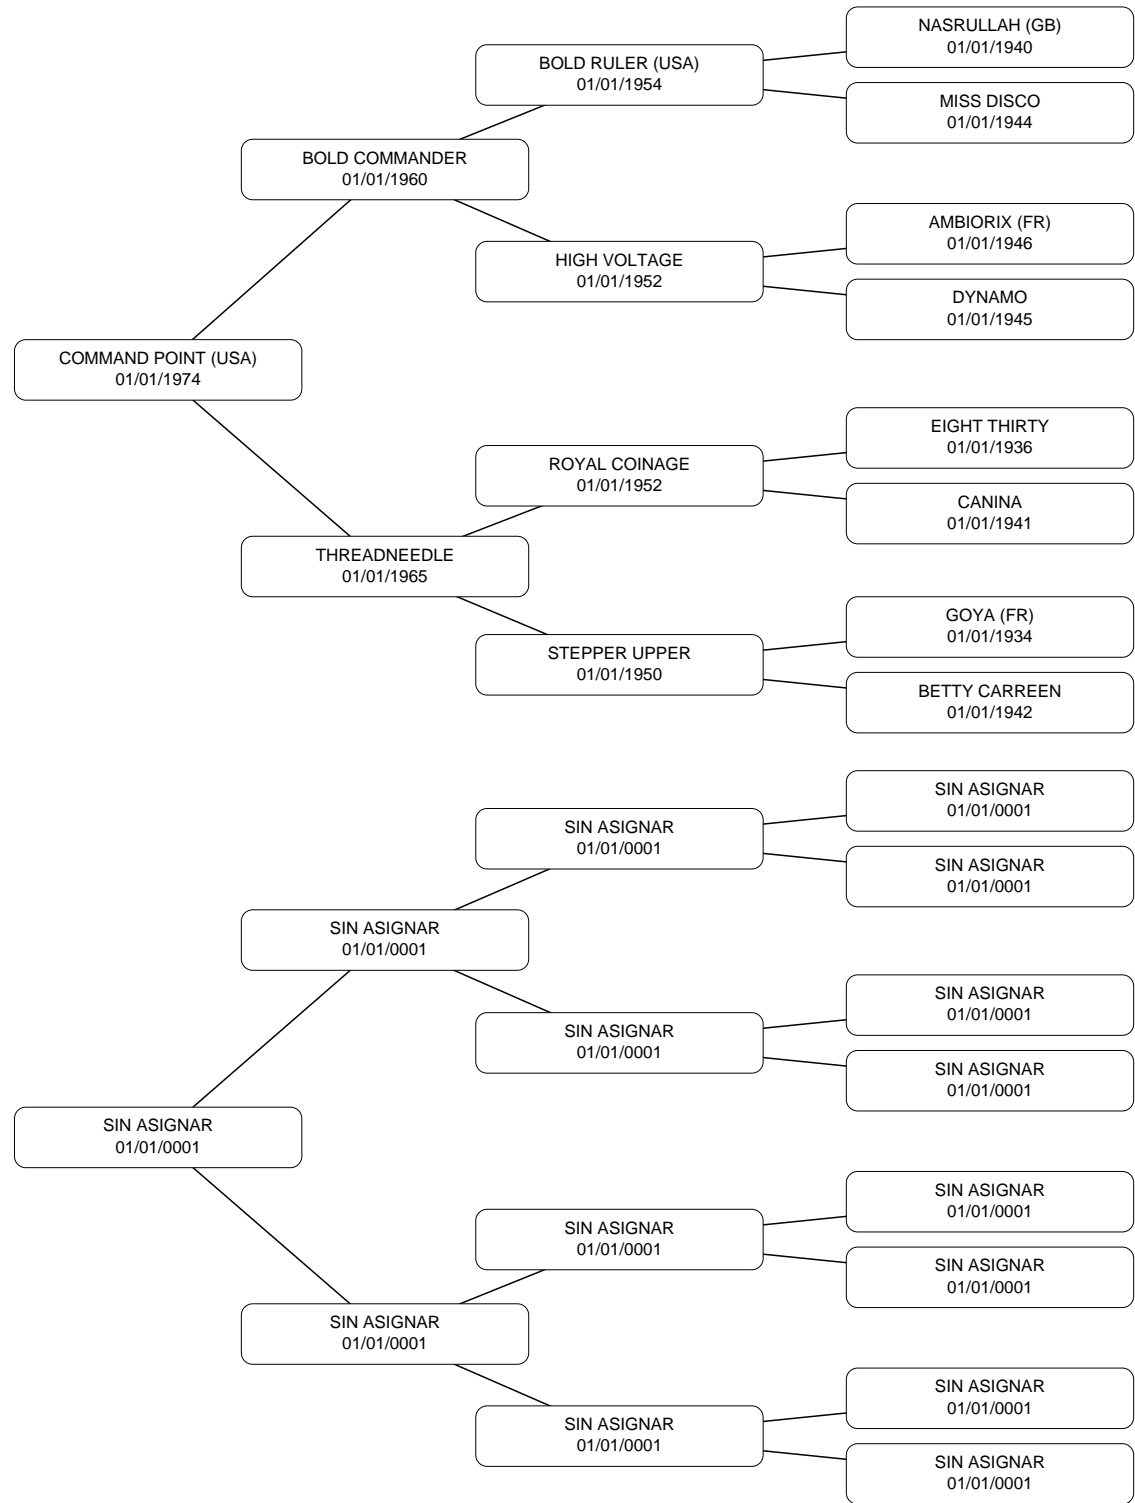 NASRULLAH (GB)
01/01/1940
BOLD RULER (USA)
01/01/1954
MISS DISCO
01/01/1944
BOLD COMMANDER
01/01/1960
AMBIORIX (FR)
01/01/1946
HIGH VOLTAGE
01/01/1952
DYNAMO
01/01/1945
COMMAND POINT (USA)
01/01/1974
EIGHT THIRTY
01/01/1936
ROYAL COINAGE
01/01/1952
CANINA
01/01/1941
THREADNEEDLE
01/01/1965
GOYA (FR)
01/01/1934
STEPPER UPPER
01/01/1950
BETTY CARREEN
01/01/1942
SIN ASIGNAR
01/01/0001
SIN ASIGNAR
01/01/0001
SIN ASIGNAR
01/01/0001
SIN ASIGNAR
01/01/0001
SIN ASIGNAR
01/01/0001
SIN ASIGNAR
01/01/0001
SIN ASIGNAR
01/01/0001
SIN ASIGNAR
01/01/0001
SIN ASIGNAR
01/01/0001
SIN ASIGNAR
01/01/0001
SIN ASIGNAR
01/01/0001
SIN ASIGNAR
01/01/0001
SIN ASIGNAR
01/01/0001
SIN ASIGNAR
01/01/0001
SIN ASIGNAR
01/01/0001